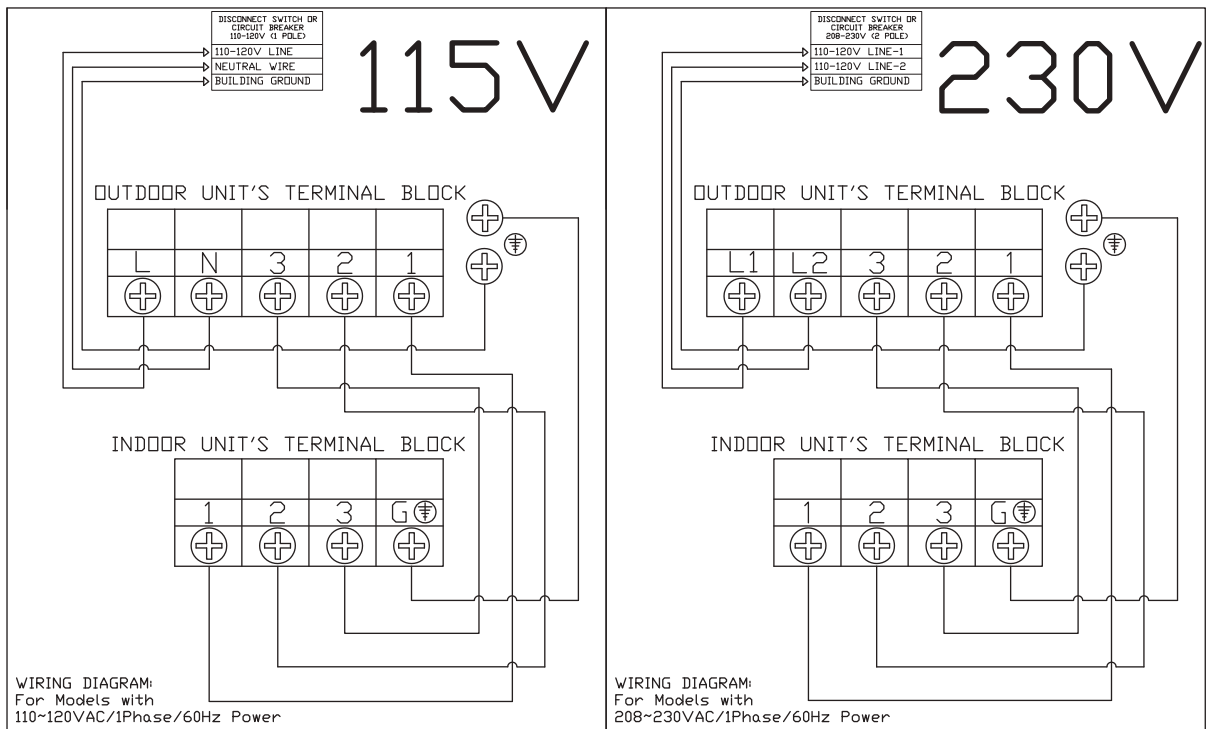 DISCONNECT SWITCH OR
CIRCUIT BREAKER
110-120V (1 POLE)
110-120V LINE
NEUTRAL WIRE
BUILDING GROUND
115V
OUTDOOR UNIT'S TERMINAL BLOCK
L N 3 2 1
INDOOR UNIT'S TERMINAL BLOCK
1 2 3 G
WIRING DIAGRAM:
For Models with
110~120VAC/1Phase/60Hz Power
DISCONNECT SWITCH OR
CIRCUIT BREAKER
208-230V (2 POLE)
110-120V LINE-1
110-120V LINE-2
BUILDING GROUND
230V
OUTDOOR UNIT'S TERMINAL BLOCK
L1 L2 3 2 1
INDOOR UNIT'S TERMINAL BLOCK
1 2 3 G
WIRING DIAGRAM:
For Models with
208~230VAC/1Phase/60Hz Power